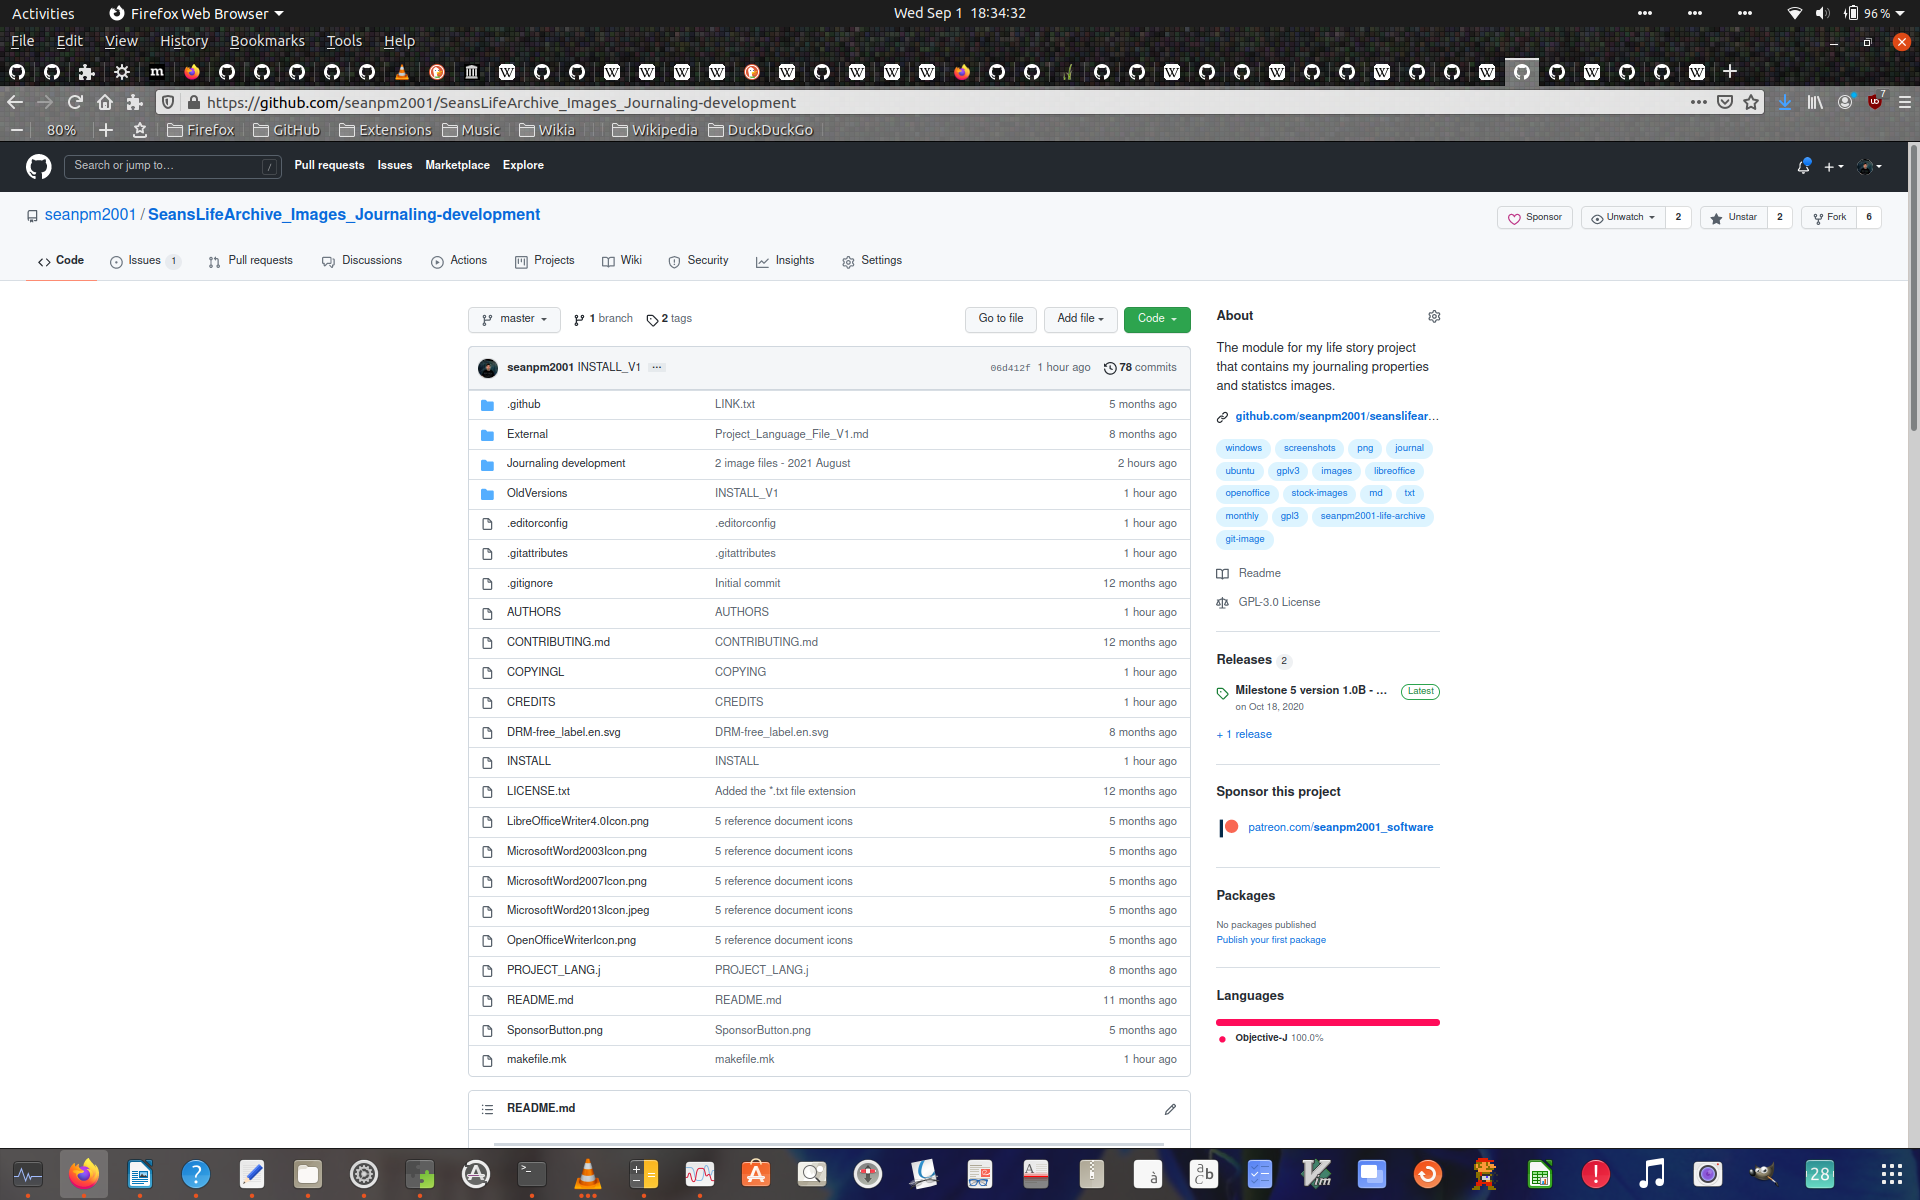 Activities Firefox Web Browser Wed Sep 1 18:34:32 96 %
File Edit View History Bookmarks Tools Help
https://github.com/seanpm2001/SeansLifeArchive_Images_Journaling-development 7
80% Firefox GitHub Extensions Music Wikia Wikipedia DuckDuckGo
Search or jump to… / Pull requests Issues Marketplace Explore
seanpm2001 / SeansLifeArchive_Images_Journaling-development Sponsor Unwatch 2 Unstar 2 Fork 6
Code Issues 1 Pull requests Discussions Actions Projects Wiki Security Insights Settings
master 1 branch 2 tags Go to file Add file Code
seanpm2001 INSTALL_V1 ... 06d412f 1 hour ago 78 commits
.github LINK.txt 5 months ago
External Project_Language_File_V1.md 8 months ago
Journaling development 2 image files - 2021 August 2 hours ago
OldVersions INSTALL_V1 1 hour ago
.editorconfig .editorconfig 1 hour ago
.gitattributes .gitattributes 1 hour ago
.gitignore Initial commit 12 months ago
AUTHORS AUTHORS 1 hour ago
CONTRIBUTING.md CONTRIBUTING.md 12 months ago
COPYINGL COPYING 1 hour ago
CREDITS CREDITS 1 hour ago
DRM-free_label.en.svg DRM-free_label.en.svg 8 months ago
INSTALL INSTALL 1 hour ago
LICENSE.txt Added the *.txt file extension 12 months ago
LibreOfficeWriter4.0Icon.png 5 reference document icons 5 months ago
MicrosoftWord2003Icon.png 5 reference document icons 5 months ago
MicrosoftWord2007Icon.png 5 reference document icons 5 months ago
MicrosoftWord2013Icon.jpeg 5 reference document icons 5 months ago
OpenOfficeWriterIcon.png 5 reference document icons 5 months ago
PROJECT_LANG.j PROJECT_LANG.j 8 months ago
README.md README.md 11 months ago
SponsorButton.png SponsorButton.png 5 months ago
makefile.mk makefile.mk 1 hour ago
README.md
About
The module for my life story project
that contains my journaling properties
and statistcs images.
github.com/seanpm2001/seanslifear…
windows screenshots png journal
ubuntu gplv3 images libreoffice
openoffice stock-images md txt
monthly gpl3 seanpm2001-life-archive
git-image
Readme
GPL-3.0 License
Releases 2
Milestone 5 version 1.0B - … Latest
on Oct 18, 2020
+ 1 release
Sponsor this project
patreon.com/seanpm2001_software
Packages
No packages published
Publish your first package
Languages
Objective-J 100.0%
28